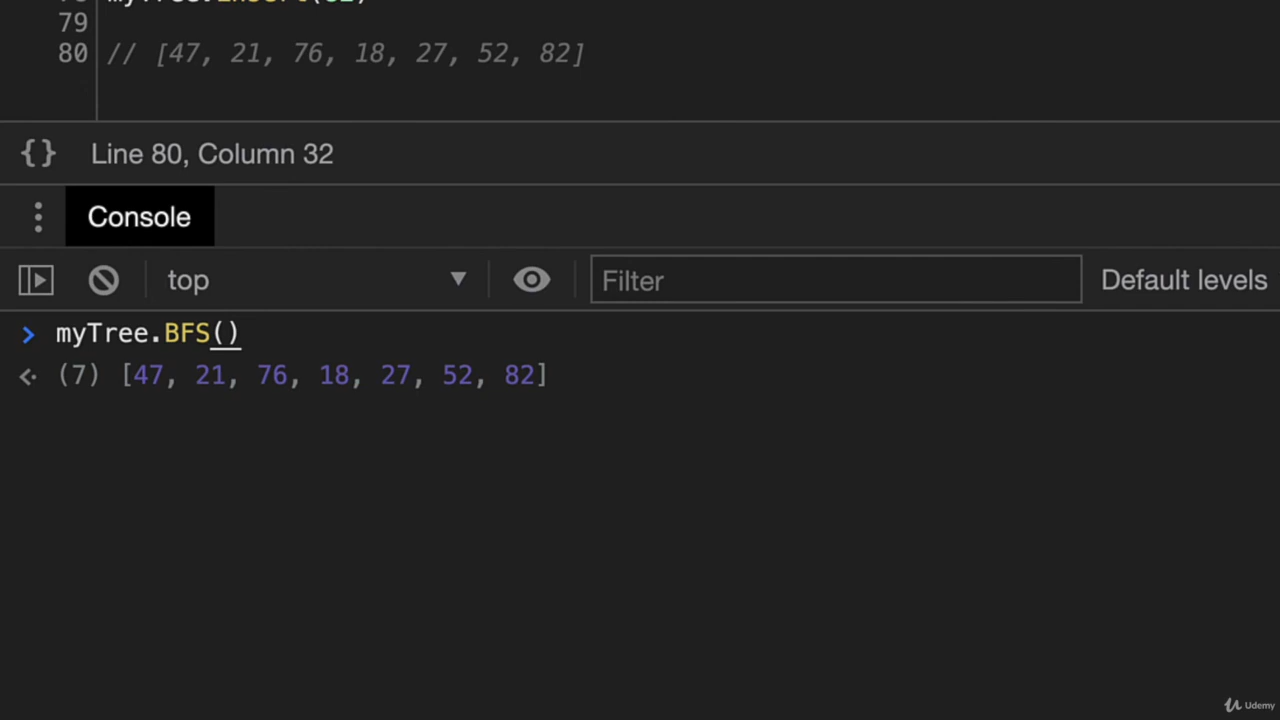 79
80 // [47, 21, 76, 18, 27, 52, 82]
{} Line 80, Column 32
Console
top ▼ Filter Default levels
> myTree.BFS()
(7) [47, 21, 76, 18, 27, 52, 82]
Udemy